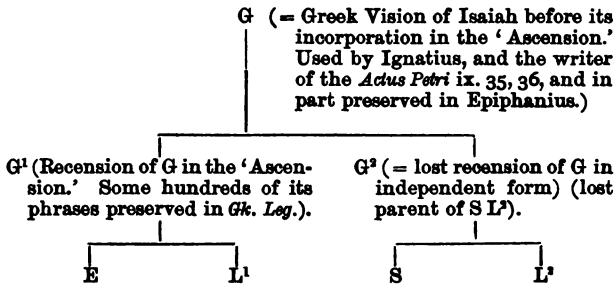 G (= Greek Vision of Isaiah before its
incorporation in the ‘Ascension.’
Used by Ignatius, and the writer
of the Actus Petri ix. 35, 36, and in
part preserved in Epiphanius.)
G¹ (Recension of G in the ‘Ascen-
sion.’ Some hundreds of its
phrases preserved in Gk. Leg.).
G² (= lost recension of G in
independent form) (lost
parent of S L²).
E L¹ S L²